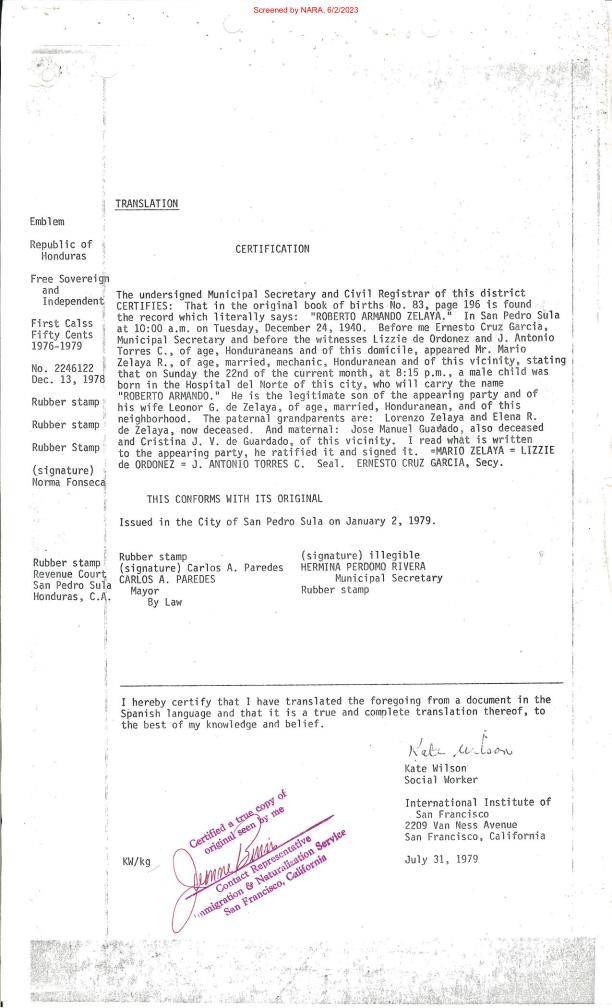 Screened by NARA, 6/2/2023
TRANSLATION
Emblem
Republic of
Honduras
CERTIFICATION
Free Sovereign
and
Independent
First Calss
Fifty Cents
1976-1979
No. 2246122
Dec. 13, 1978
Rubber stamp
Rubber stamp
Rubber Stamp
(signature)
Norma Fonseca
The undersigned Municipal Secretary and Civil Registrar of this district
CERTIFIES: That in the original book of births No. 83, page 196 is found
the record which literally says: "ROBERTO ARMANDO ZELAYA." In San Pedro Sula
at 10:00 a.m. on Tuesday, December 24, 1940. Before me Ernesto Cruz Garcia,
Municipal Secretary and before the witnesses Lizzie de Ordonez and J. Antonio
Torres C., of age, Honduraneans and of this domicile, appeared Mr. Mario
Zelaya R., of age, married, mechanic, Honduranean and of this vicinity, stating
that on Sunday the 22nd of the current month, at 8:15 p.m., a male child was
born in the Hospital del Norte of this city, who will carry the name
"ROBERTO ARMANDO." He is the legitimate son of the appearing party and of
his wife Leonor G. de Zelaya, of age, married, Honduranean, and of this
neighborhood. The paternal grandparents are: Lorenzo Zelaya and Elena R.
de Zelaya, now deceased. And maternal: Jose Manuel Guadado, also deceased
and Cristina J. V. de Guardado, of this vicinity. I read what is written
to the appearing party, he ratified it and signed it. =MARIO ZELAYA = LIZZIE
de ORDONEZ = J. ANTONIO TORRES C. Seal. ERNESTO CRUZ GARCIA, Secy.
THIS CONFORMS WITH ITS ORIGINAL
Issued in the City of San Pedro Sula on January 2, 1979.
Rubber stamp
Revenue Court
San Pedro Sula
Honduras, C.A.
Rubber stamp
(signature) Carlos A. Paredes
CARLOS A. PAREDES
Mayor
By Law
(signature) illegible
HERMINA PERDOMO RIVERA
Municipal Secretary
Rubber stamp
I hereby certify that I have translated the foregoing from a document in the
Spanish language and that it is a true and complete translation thereof, to
the best of my knowledge and belief.
Kate Wilson
Kate Wilson
Social Worker
International Institute of
San Francisco
2209 Van Ness Avenue
San Francisco, California
July 31, 1979
KW/kg
Certified a true copy of
original seen by me
Contact Representative
Immigration & Naturalization Service
San Francisco, California